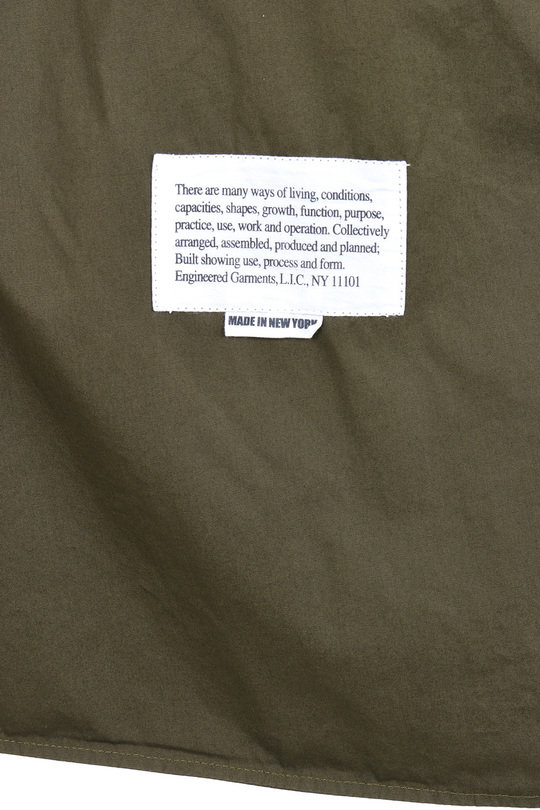 There are many ways of living, conditions,
capacities, shapes, growth, function, purpose,
practice, use, work and operation. Collectively
arranged, assembled, produced and planned;
Built showing use, process and form.
Engineered Garments, L.I.C., NY 11101
MADE IN NEW YORK